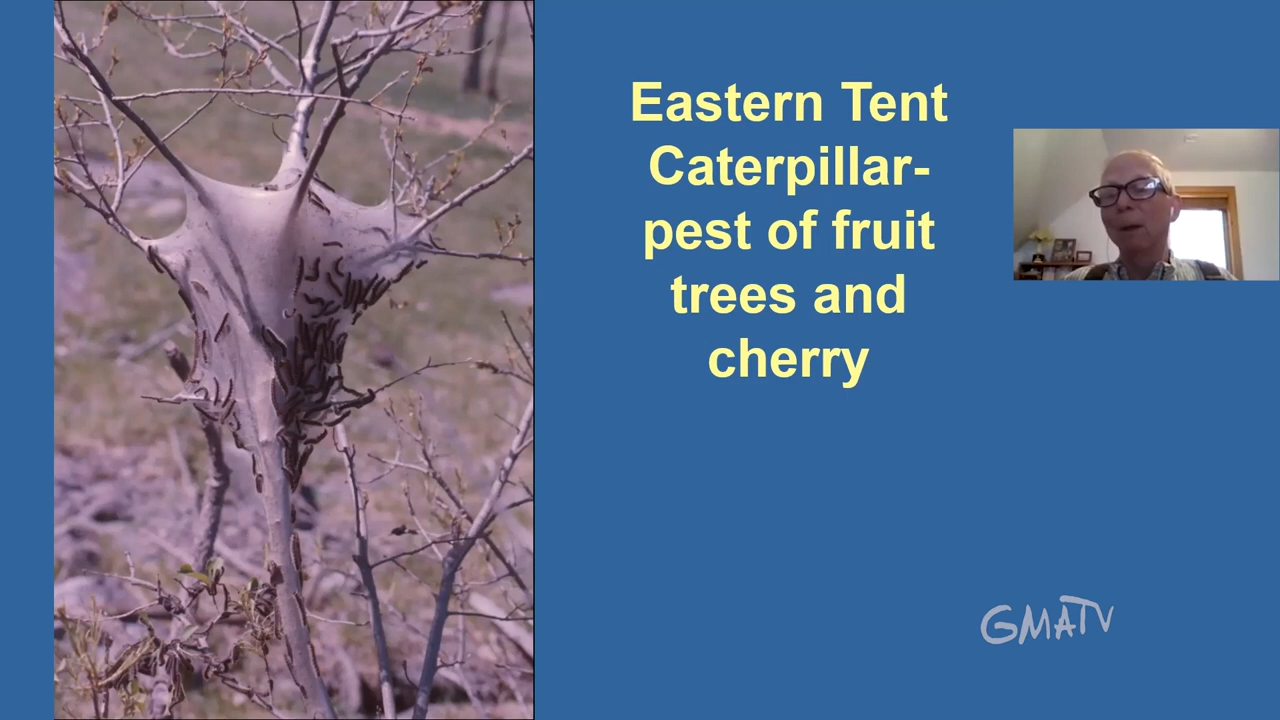 Eastern Tent
Caterpillar-
pest of fruit
trees and
cherry
GMATV